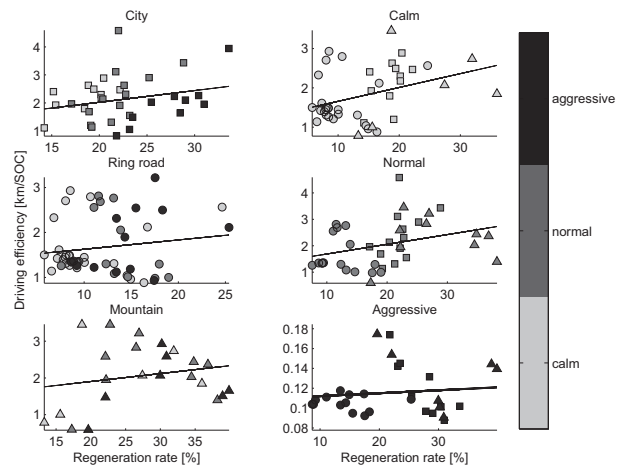 City
4
3
2
1
15 20 25 30
Calm
3
2
1
10 15 20 25 30 35
Ring road
3
2
1
10 15 20 25
Normal
4
3
2
1
10 20 30
Mountain
3
2
1
15 20 25 30 35
Aggressive
0.18
0.16
0.14
0.12
0.1
0.08
10 20 30
Driving efficiency [km/SOC]
Regeneration rate [%]
Regeneration rate [%]
aggressive
normal
calm